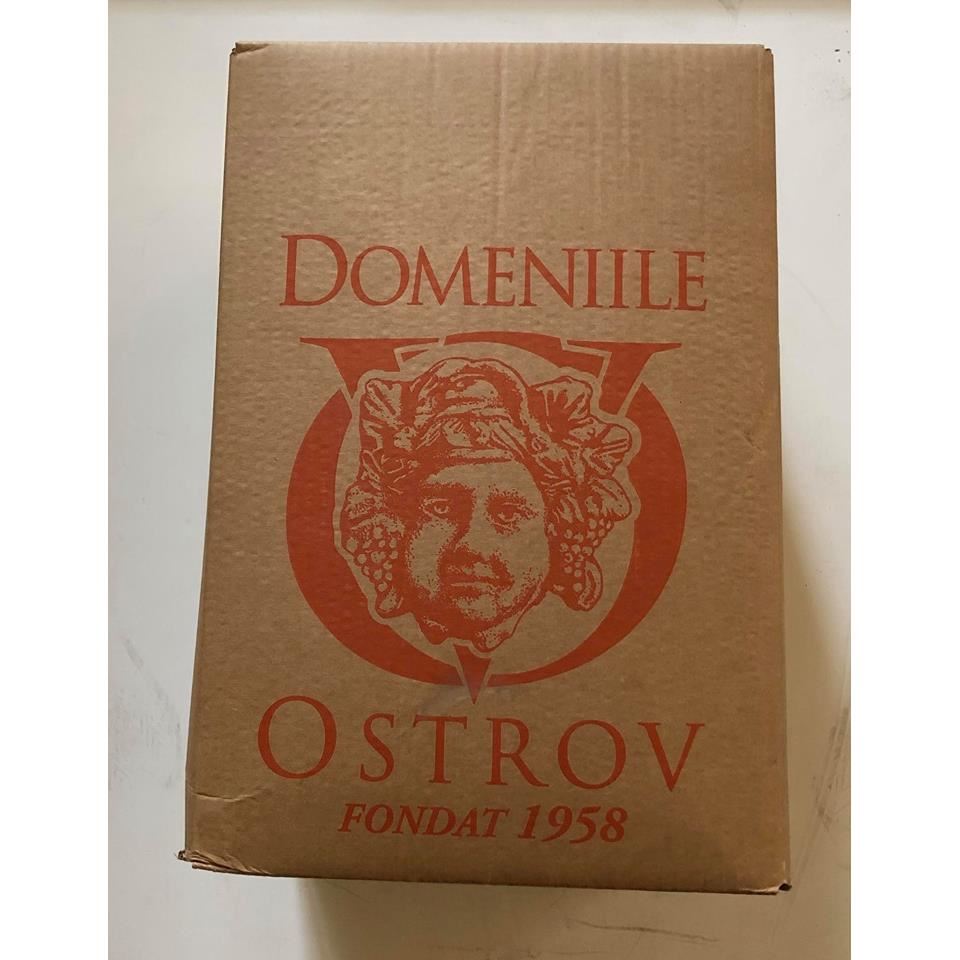 DOMENIILE
OSTROV
FONDAT 1958